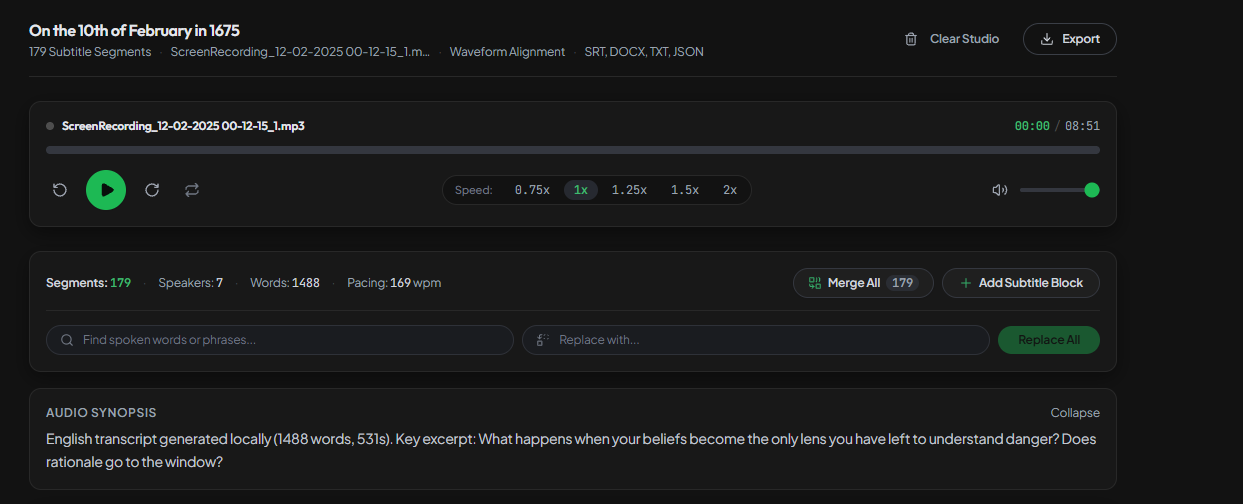 On the 10th of February in 1675
179 Subtitle Segments · ScreenRecording_12-02-2025 00-12-15_1.m... · Waveform Alignment · SRT, DOCX, TXT, JSON
Clear Studio
Export
ScreenRecording_12-02-2025 00-12-15_1.mp3
00:00 / 08:51
Speed: 0.75x 1x 1.25x 1.5x 2x
Segments: 179 · Speakers: 7 · Words: 1488 · Pacing: 169 wpm
Merge All 179
Add Subtitle Block
Find spoken words or phrases...
Replace with...
Replace All
AUDIO SYNOPSIS
Collapse
English transcript generated locally (1488 words, 531s). Key excerpt: What happens when your beliefs become the only lens you have left to understand danger? Does
rationale go to the window?